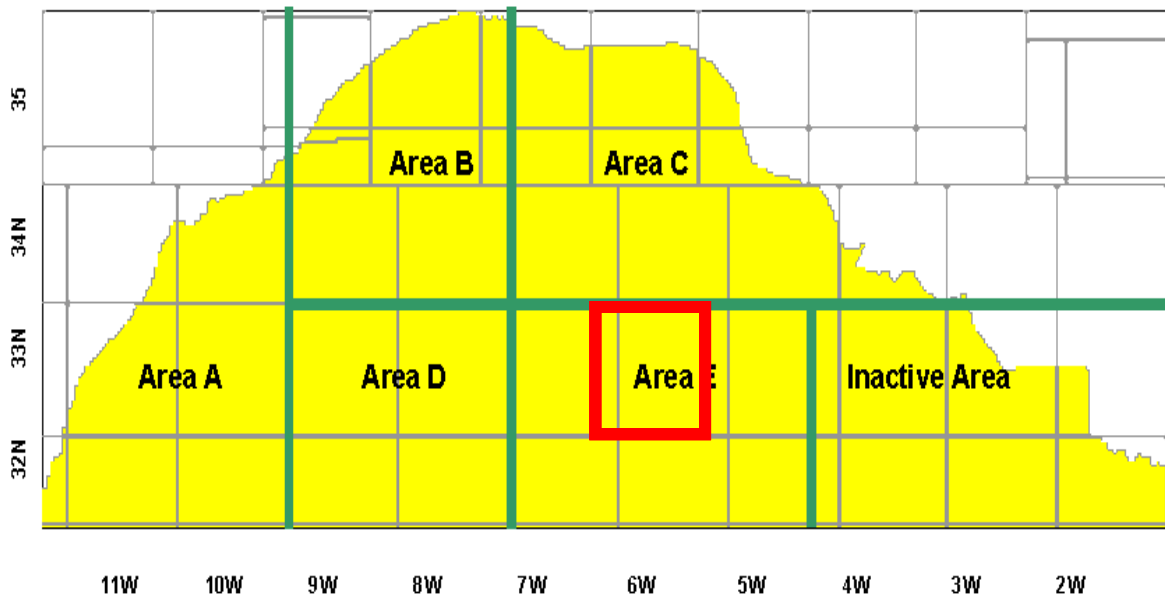 35
Area B
Area C
34N
33N
Area A
Area D
Area E
Inactive Area
32N
11W
10W
9W
8W
7W
6W
5W
4W
3W
2W